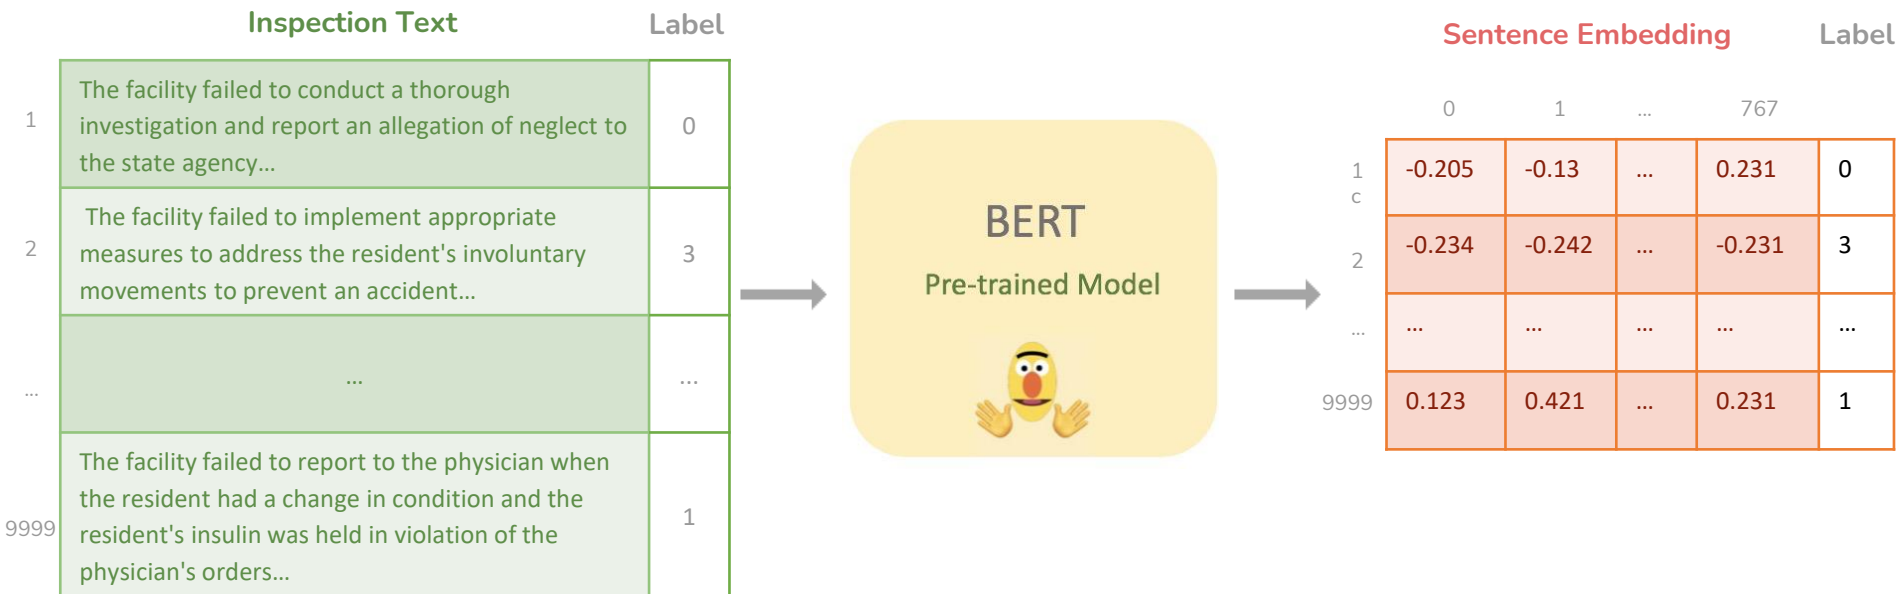 Inspection Text
Label
1
The facility failed to conduct a thorough
investigation and report an allegation of neglect to
the state agency...
0
2
The facility failed to implement appropriate
measures to address the resident's involuntary
movements to prevent an accident...
3
...
...
...
9999
The facility failed to report to the physician when
the resident had a change in condition and the
resident's insulin was held in violation of the
physician's orders...
1
BERT
Pre-trained Model
Sentence Embedding
Label
0 1 ... 767
1
c
-0.205 -0.13 ... 0.231 0
2 -0.234 -0.242 ... -0.231 3
... ... ... ... ... ...
9999 0.123 0.421 ... 0.231 1